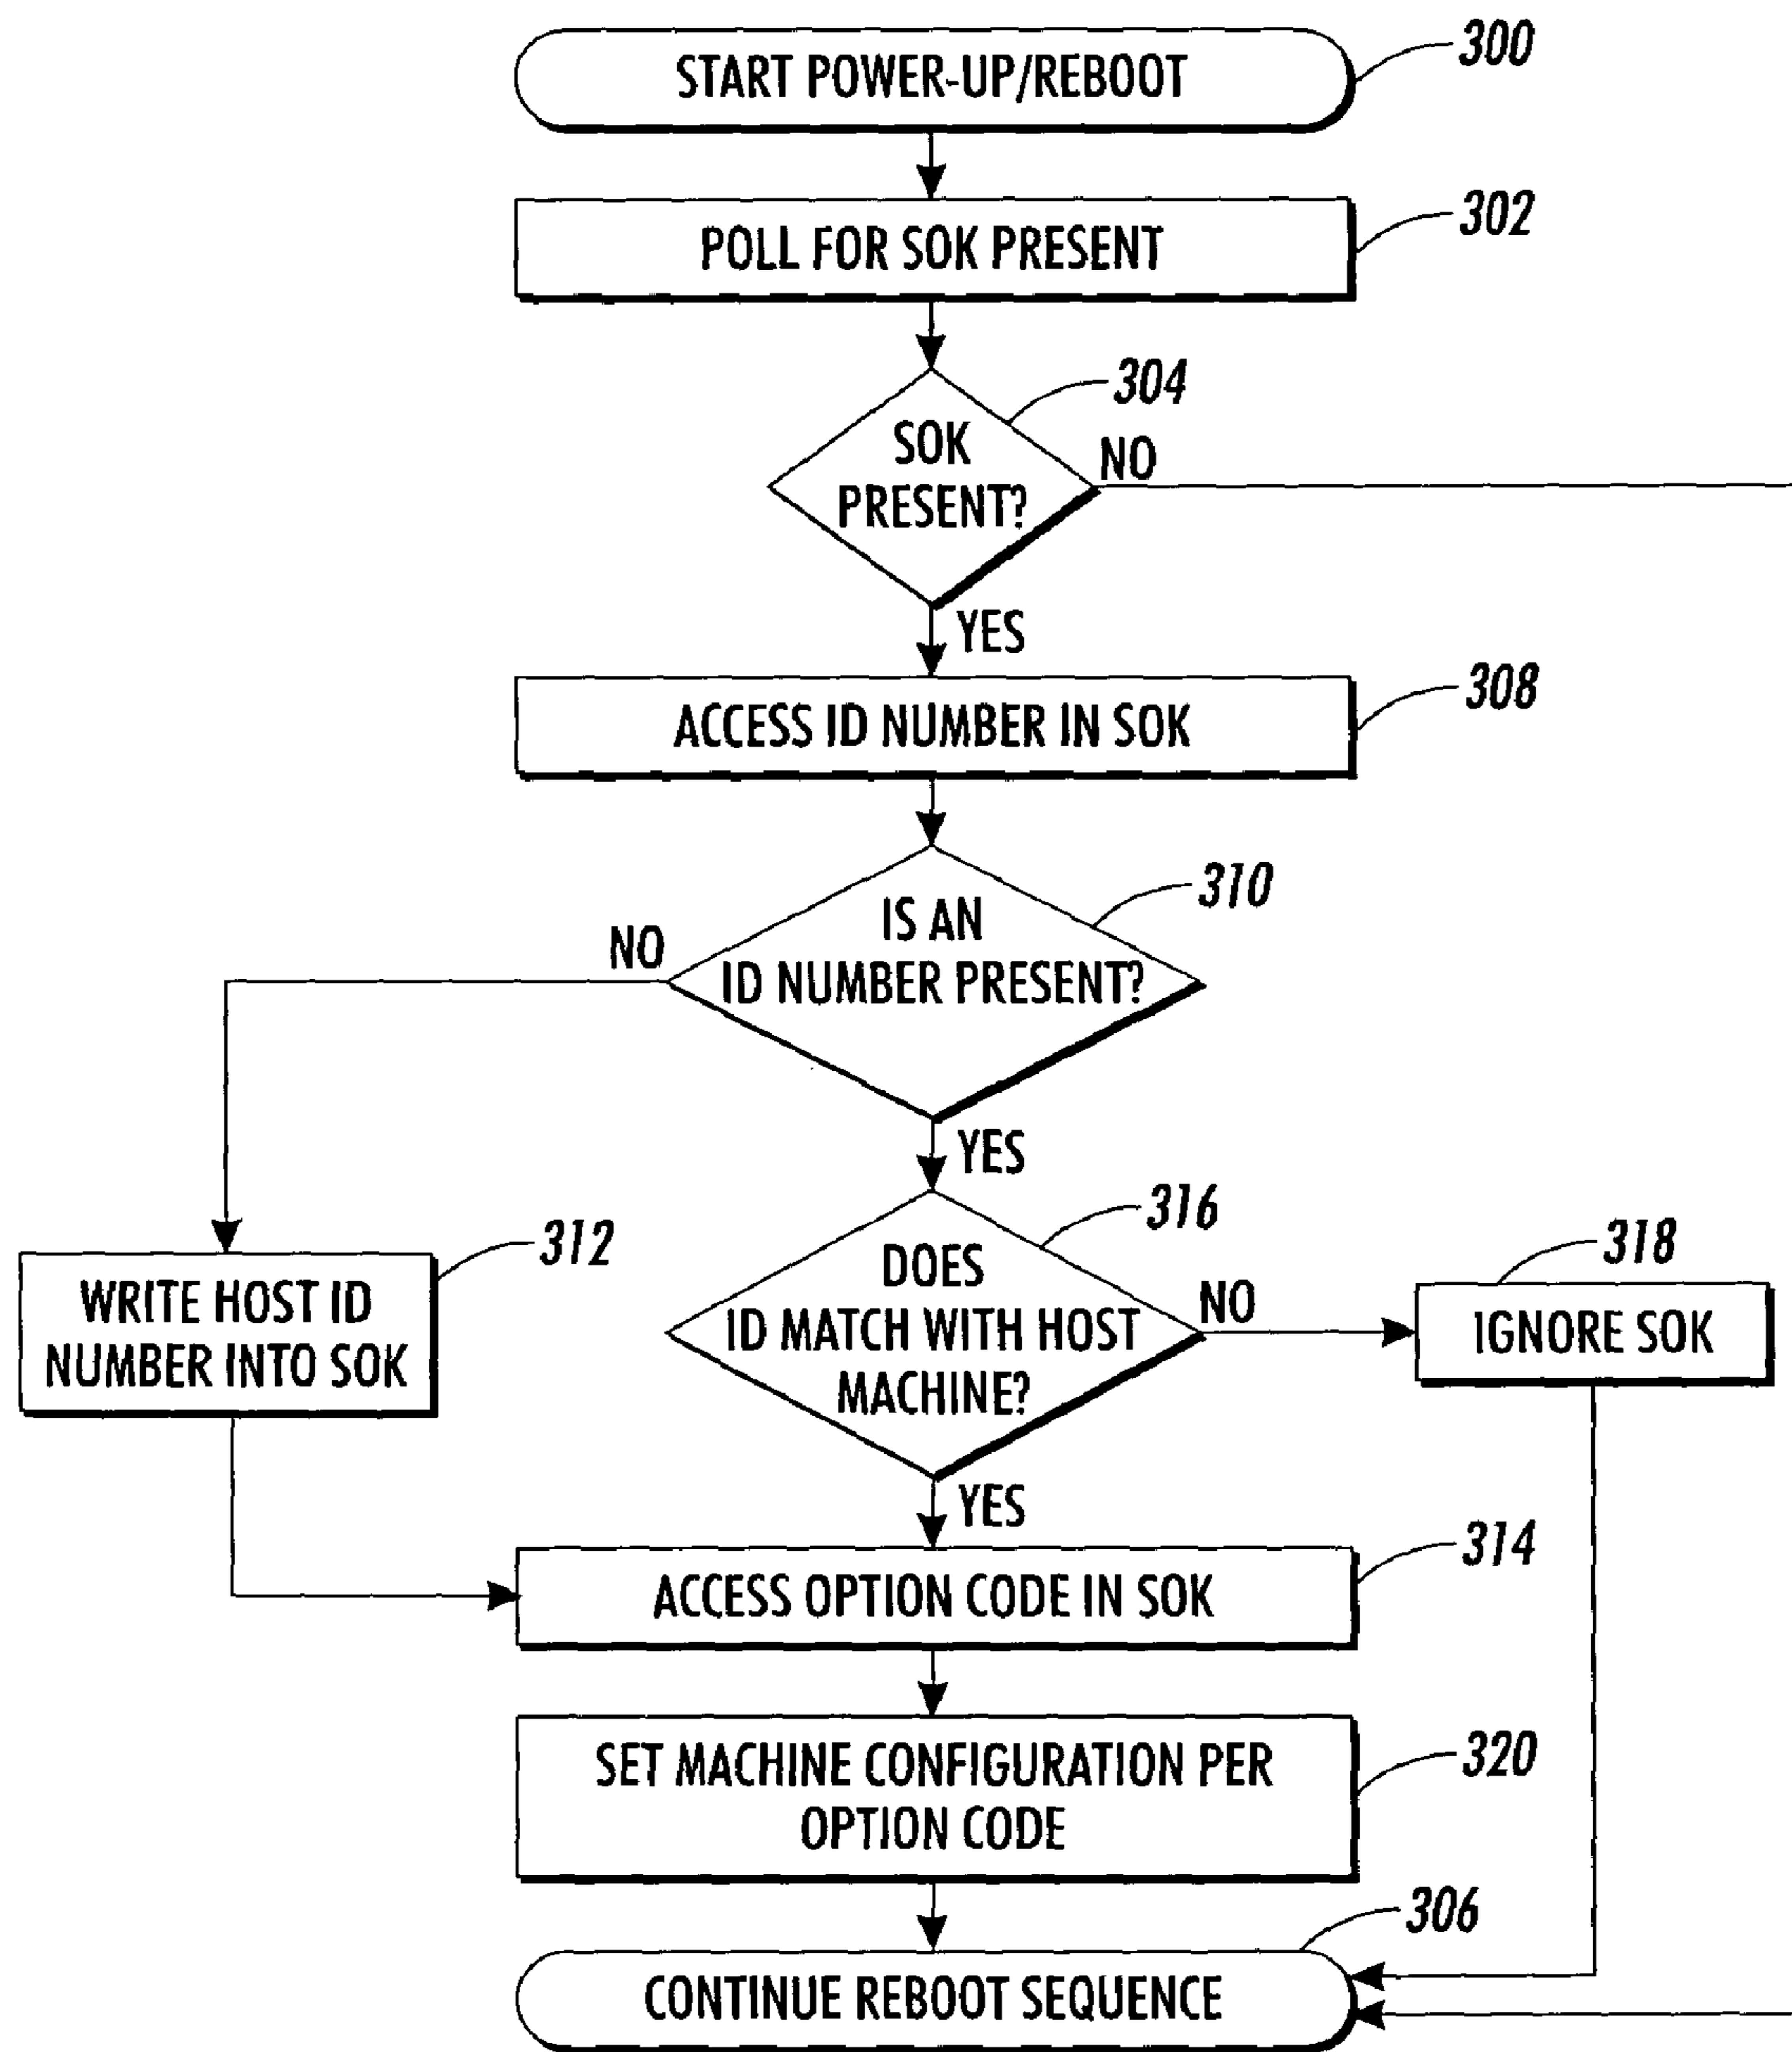 START POWER-UP/REBOOT
300
POLL FOR SOK PRESENT
302
304
SOK
PRESENT?
NO
YES
ACCESS ID NUMBER IN SOK
308
310
IS AN
ID NUMBER PRESENT?
NO
YES
312
WRITE HOST ID
NUMBER INTO SOK
316
DOES
ID MATCH WITH HOST
MACHINE?
NO
318
IGNORE SOK
YES
314
ACCESS OPTION CODE IN SOK
SET MACHINE CONFIGURATION PER
OPTION CODE
320
306
CONTINUE REBOOT SEQUENCE